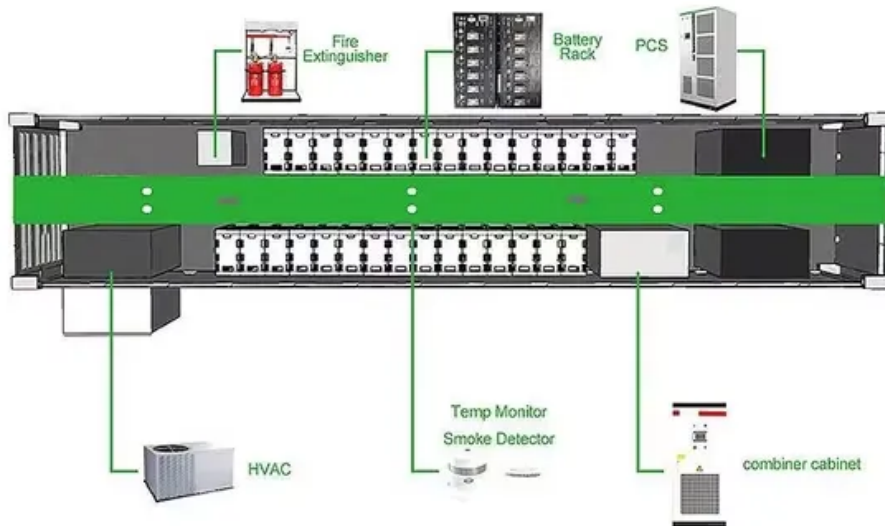 Fire
Extinguisher
Battery
Rack
PCS
Temp Monitor
Smoke Detector
HVAC
combiner cabinet